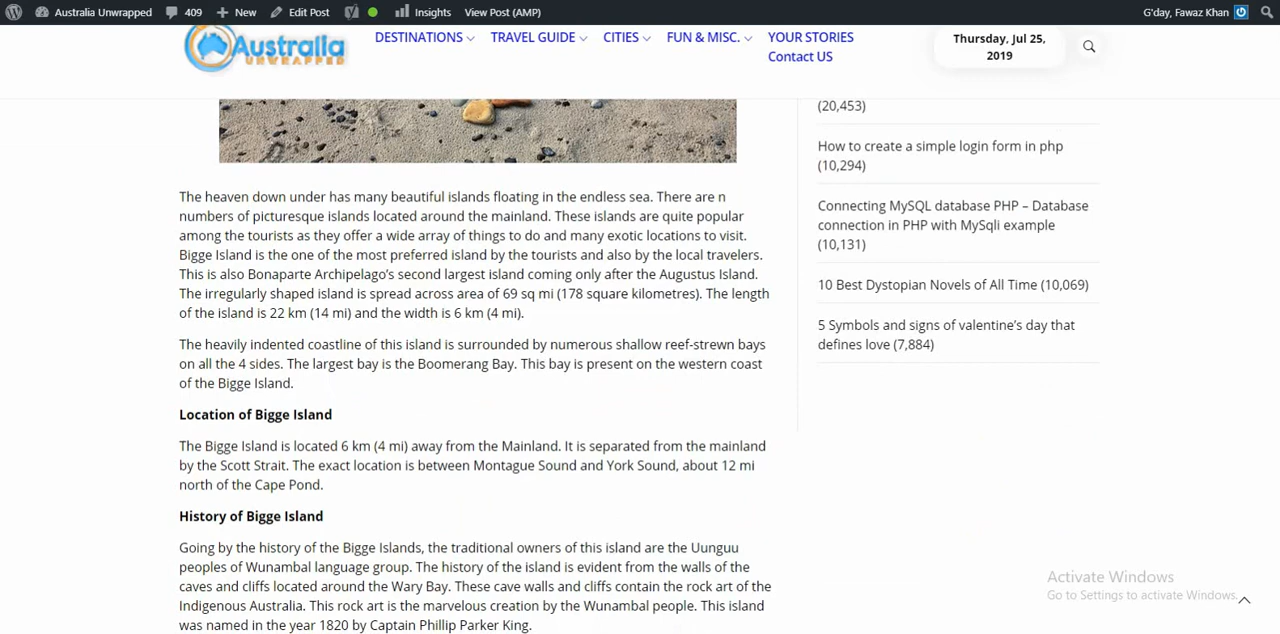 Australia Unwrapped 409 New Edit Post Insights View Post (AMP) G'day, Fawaz Khan
Australia
UNWRAPPED
DESTINATIONS TRAVEL GUIDE CITIES FUN & MISC. YOUR STORIES
Contact US
Thursday, Jul 25,
2019
The heaven down under has many beautiful islands floating in the endless sea. There are n
numbers of picturesque islands located around the mainland. These islands are quite popular
among the tourists as they offer a wide array of things to do and many exotic locations to visit.
Bigge Island is the one of the most preferred island by the tourists and also by the local travelers.
This is also Bonaparte Archipelago's second largest island coming only after the Augustus Island.
The irregularly shaped island is spread across area of 69 sq mi (178 square kilometres). The length
of the island is 22 km (14 mi) and the width is 6 km (4 mi).
The heavily indented coastline of this island is surrounded by numerous shallow reef-strewn bays
on all the 4 sides. The largest bay is the Boomerang Bay. This bay is present on the western coast
of the Bigge Island.
Location of Bigge Island
The Bigge Island is located 6 km (4 mi) away from the Mainland. It is separated from the mainland
by the Scott Strait. The exact location is between Montague Sound and York Sound, about 12 mi
north of the Cape Pond.
History of Bigge Island
Going by the history of the Bigge Islands, the traditional owners of this island are the Uunguu
peoples of Wunambal language group. The history of the island is evident from the walls of the
caves and cliffs located around the Wary Bay. These cave walls and cliffs contain the rock art of the
Indigenous Australia. This rock art is the marvelous creation by the Wunambal people. This island
was named in the year 1820 by Captain Phillip Parker King.
(20,453)
How to create a simple login form in php
(10,294)
Connecting MySQL database PHP – Database
connection in PHP with MySqli example
(10,131)
10 Best Dystopian Novels of All Time (10,069)
5 Symbols and signs of valentine's day that
defines love (7,884)
Activate Windows
Go to Settings to activate Windows.